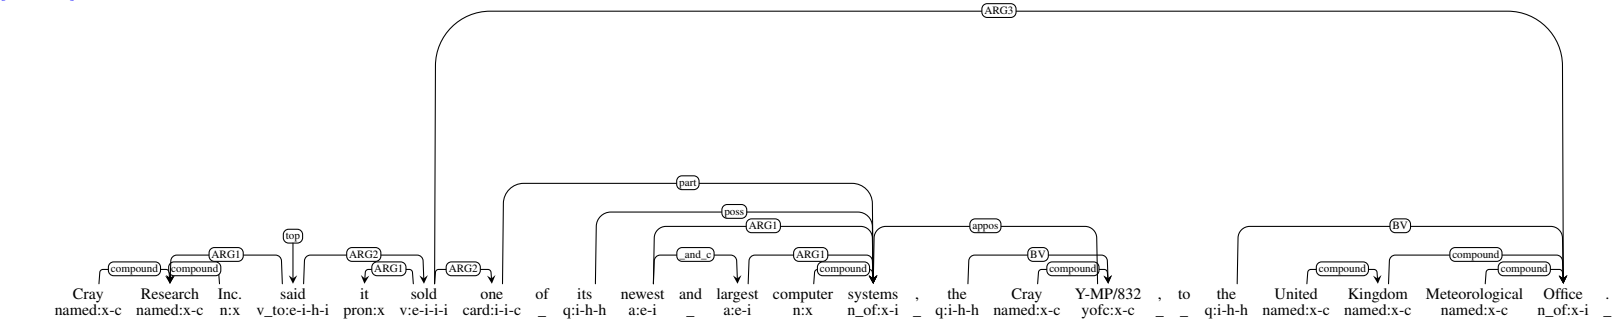 ARG3
part
poss
ARG1 appos BV
top
ARG1 ARG2 _and_c ARG1 BV compound
compound compound ARG1 ARG2 compound compound compound compound
Cray Research Inc. said it sold one of its newest and largest computer systems , the Cray Y-MP/832 , to the United Kingdom Meteorological Office .
named:x-c named:x-c n:x v_to:e-i-h-i pron:x v:e-i-i-i card:i-i-c _ q:i-h-h a:e-i _ a:e-i n:x n_of:x-i _ q:i-h-h named:x-c yofc:x-c _ _ q:i-h-h named:x-c named:x-c named:x-c n_of:x-i _